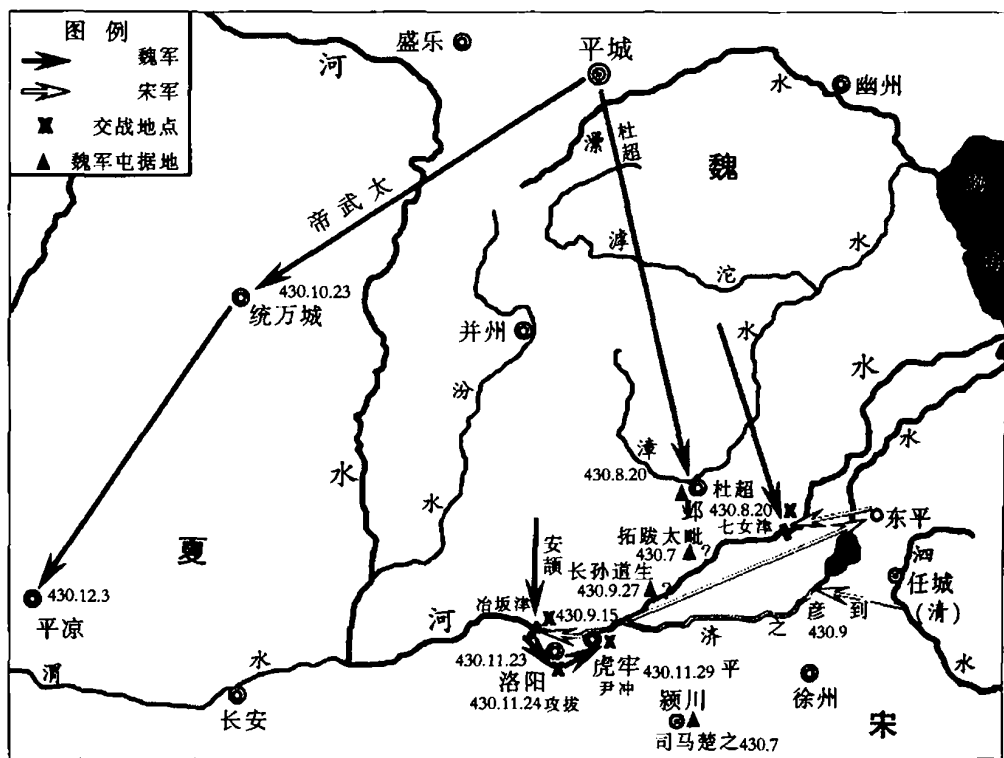 图 例
魏军
宋军
交战地点
魏军屯据地
盛乐
平城
幽州
河
水
漯
杜超
魏
太武帝
滹
沱
水
430.10.23
统万城
并州
汾
水
水
水
水
漳
430.8.20
邺
杜超
430.8.20
七女津
东平
水
夏
安颉
拓跋太毗
430.7
?
长孙道生
430.9.27
?
泗
任城
(清)
水
430.12.3
平凉
河
冶坂津
430.9.15
济
到彦之
430.9
渭
水
长安
430.11.23
洛阳
430.11.24攻拔
虎牢
430.11.29 平
尹冲
颍川
司马楚之430.7
徐州
宋